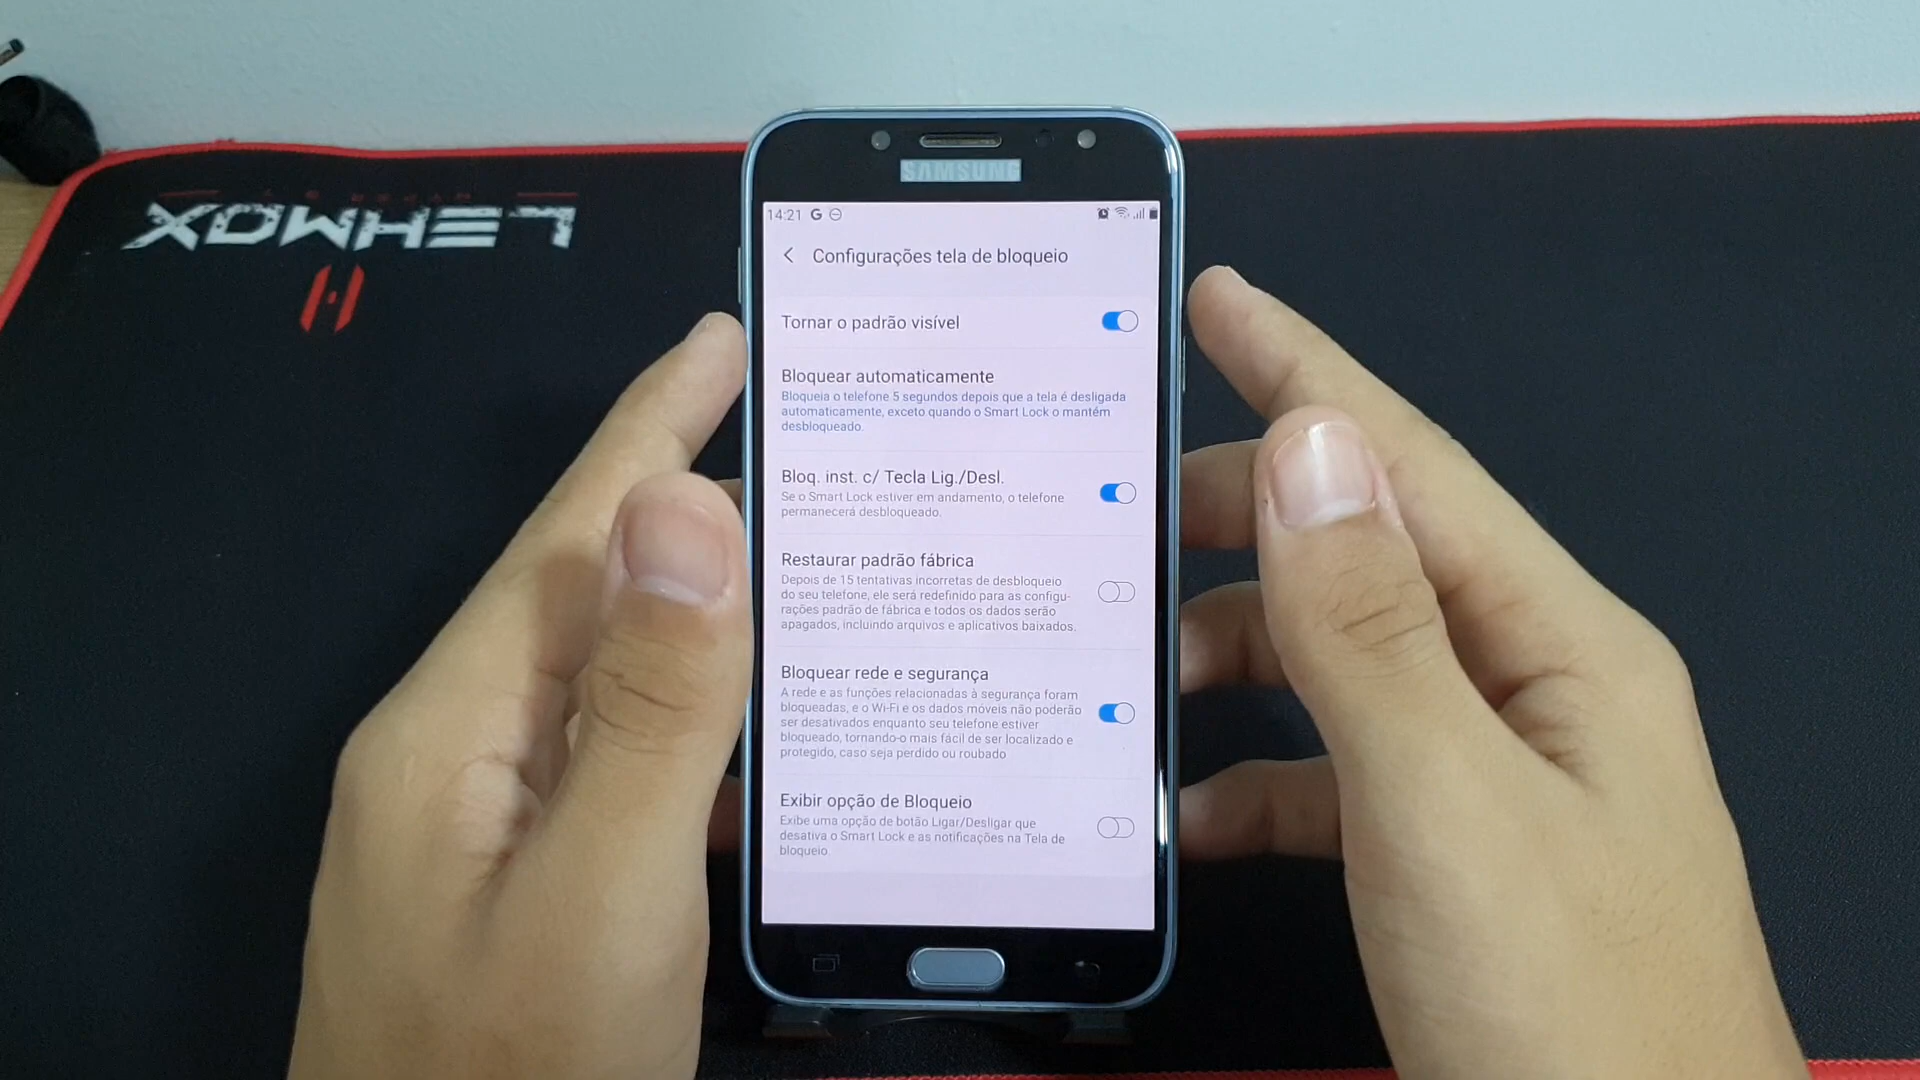 LEHMOX
SAMSUNG
14:21
Configurações tela de bloqueio
Tornar o padrão visível
Bloquear automaticamente
Bloqueia o telefone 5 segundos depois que a tela é desligada
automaticamente, exceto quando o Smart Lock o mantém
desbloqueado.
Bloq. inst. c/ Tecla Lig./Desl.
Se o Smart Lock estiver em andamento, o telefone
permanecerá desbloqueado.
Restaurar padrão fábrica
Depois de 15 tentativas incorretas de desbloqueio
do seu telefone, ele será redefinido para as configu-
rações padrão de fábrica e todos os dados serão
apagados, incluindo arquivos e aplicativos baixados.
Bloquear rede e segurança
A rede e as funções relacionadas à segurança foram
bloqueadas, e o Wi-Fi e os dados móveis não poderão
ser desativados enquanto seu telefone estiver
bloqueado, tornando-o mais fácil de ser localizado e
protegido, caso seja perdido ou roubado
Exibir opção de Bloqueio
Exibe uma opção de botão Ligar/Desligar que
desativa o Smart Lock e as notificações na Tela de
bloqueio.